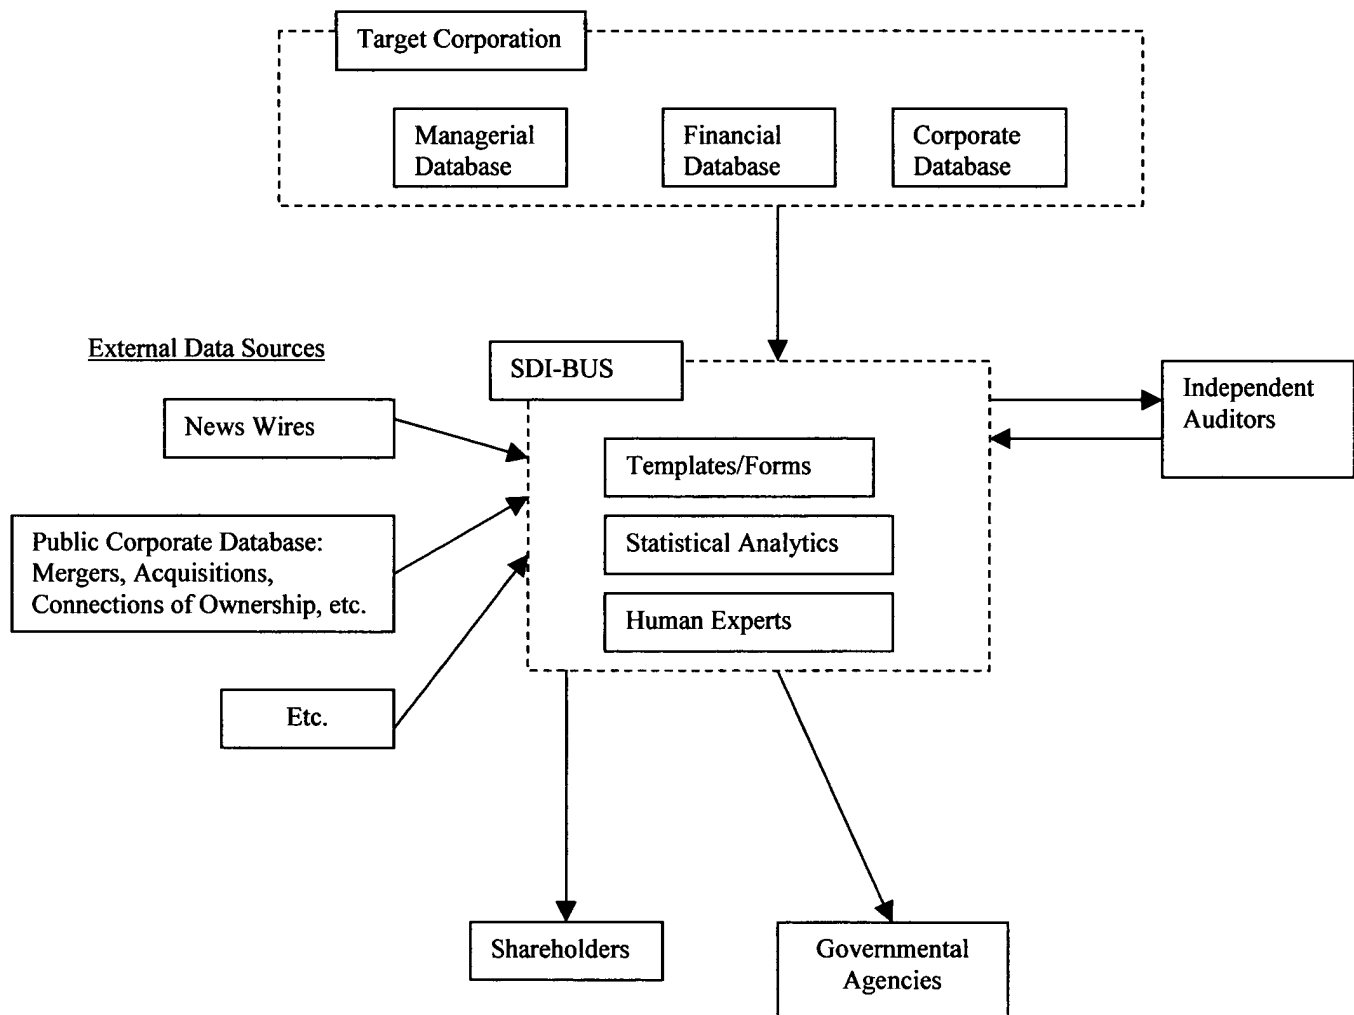 Target Corporation
Managerial
Database
Financial
Database
Corporate
Database
External Data Sources
SDI-BUS
Independent
Auditors
News Wires
Templates/Forms
Public Corporate Database:
Mergers, Acquisitions,
Connections of Ownership, etc.
Statistical Analytics
Human Experts
Etc.
Shareholders
Governmental
Agencies